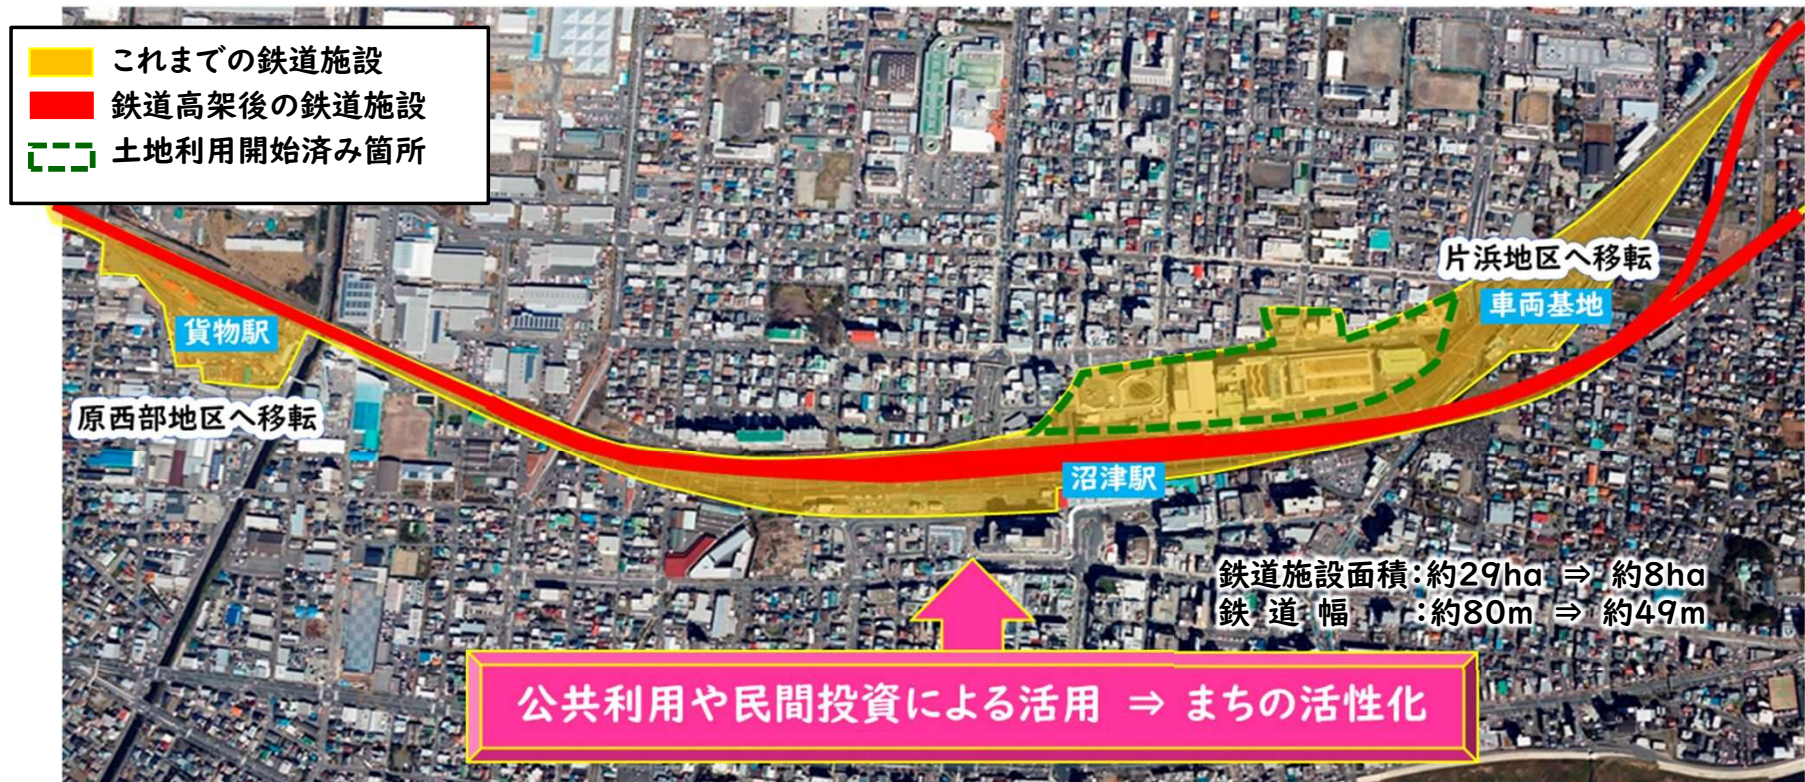 これまでの鉄道施設
鉄道高架後の鉄道施設
土地利用開始済み箇所
片浜地区へ移転
車両基地
貨物駅
原西部地区へ移転
沼津駅
鉄道施設面積:約29ha ⇒ 約8ha
鉄 道 幅 :約80m ⇒ 約49m
公共利用や民間投資による活用 ⇒ まちの活性化